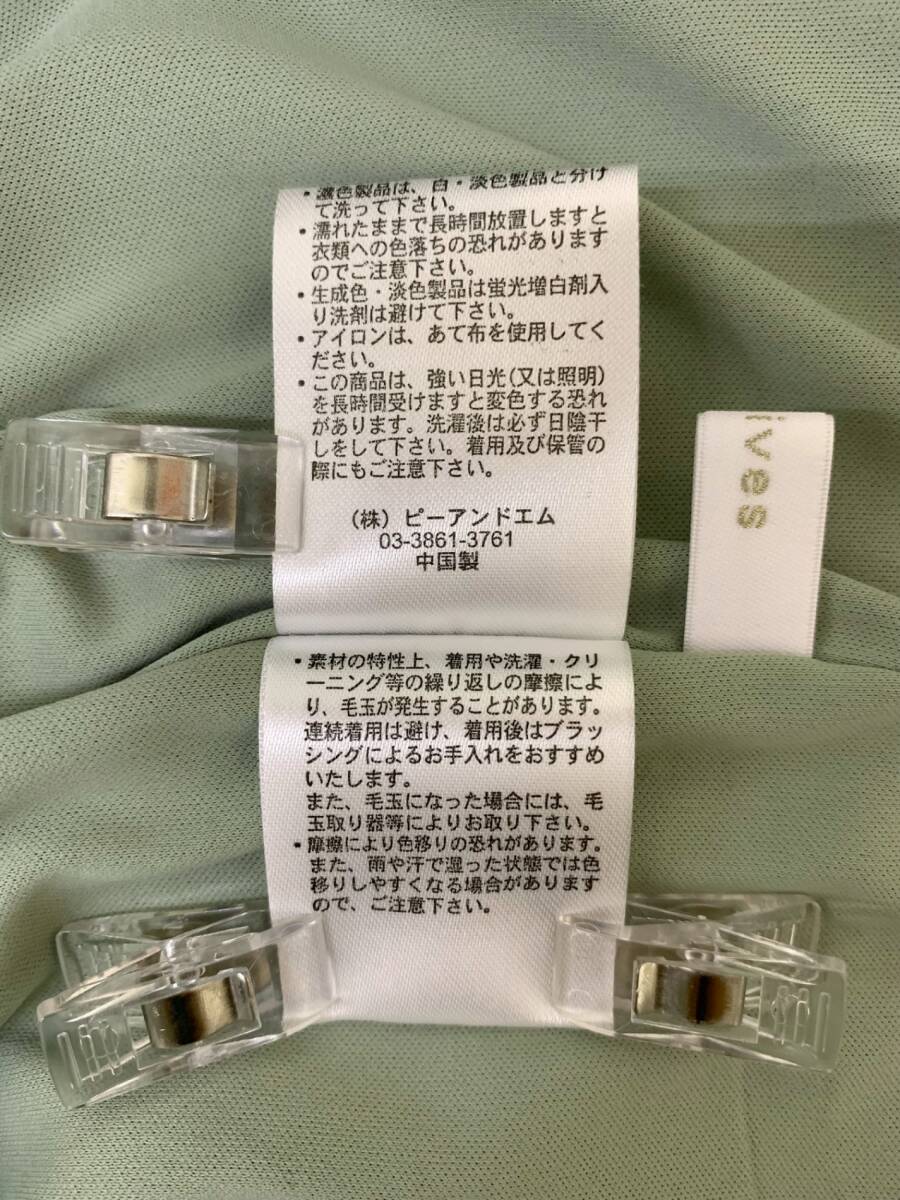 ・濃色製品は、白・淡色製品と分け
て洗って下さい。
・濡れたままで長時間放置しますと
衣類への色落ちの恐れがあります
のでご注意下さい。
・生成色・淡色製品は蛍光増白剤入
り洗剤は避けて下さい。
・アイロンは、あて布を使用してく
ださい。
・この商品は、強い日光(又は照明)
を長時間受けますと変色する恐れ
があります。洗濯後は必ず日陰干
しをして下さい。着用及び保管の
際にもご注意下さい。
（株）ピーアンドエム
03-3861-3761
中国製
ives
・素材の特性上、着用や洗濯・クリ
ーニング等の繰り返しの摩擦によ
り、毛玉が発生することがあります。
連続着用は避け、着用後はブラッ
シングによるお手入れをおすすめ
いたします。
また、毛玉になった場合には、毛
玉取り器等によりお取り下さい。
・摩擦により色移りの恐れがあります。
また、雨や汗で湿った状態では色
移りしやすくなる場合があります
ので、ご注意下さい。